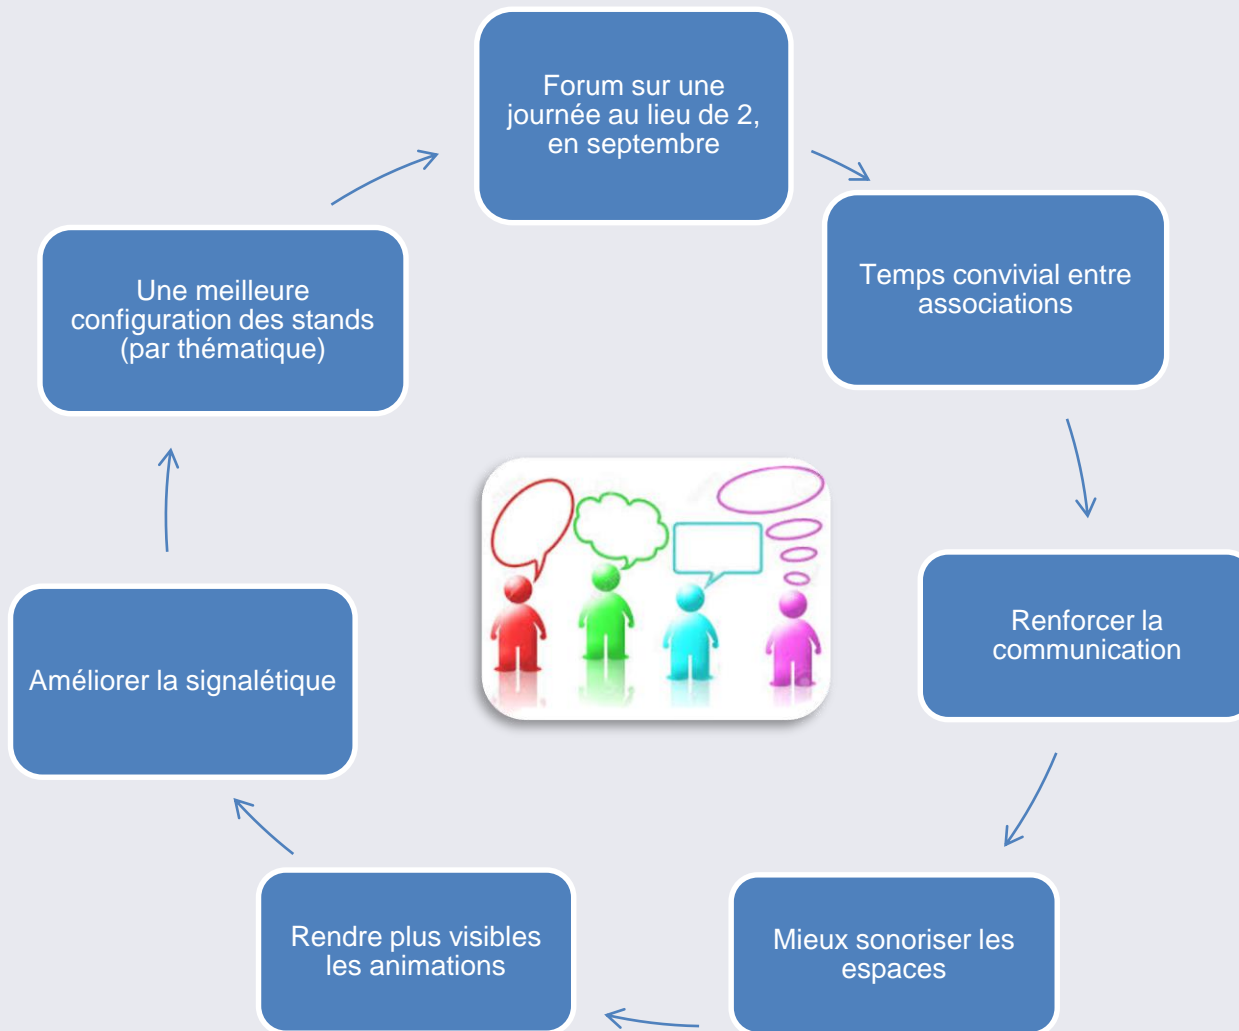 Forum sur une
journée au lieu de 2,
en septembre
Temps convivial entre
associations
Renforcer la
communication
Mieux sonoriser les
espaces
Rendre plus visibles
les animations
Améliorer la signalétique
Une meilleure
configuration des stands
(par thématique)